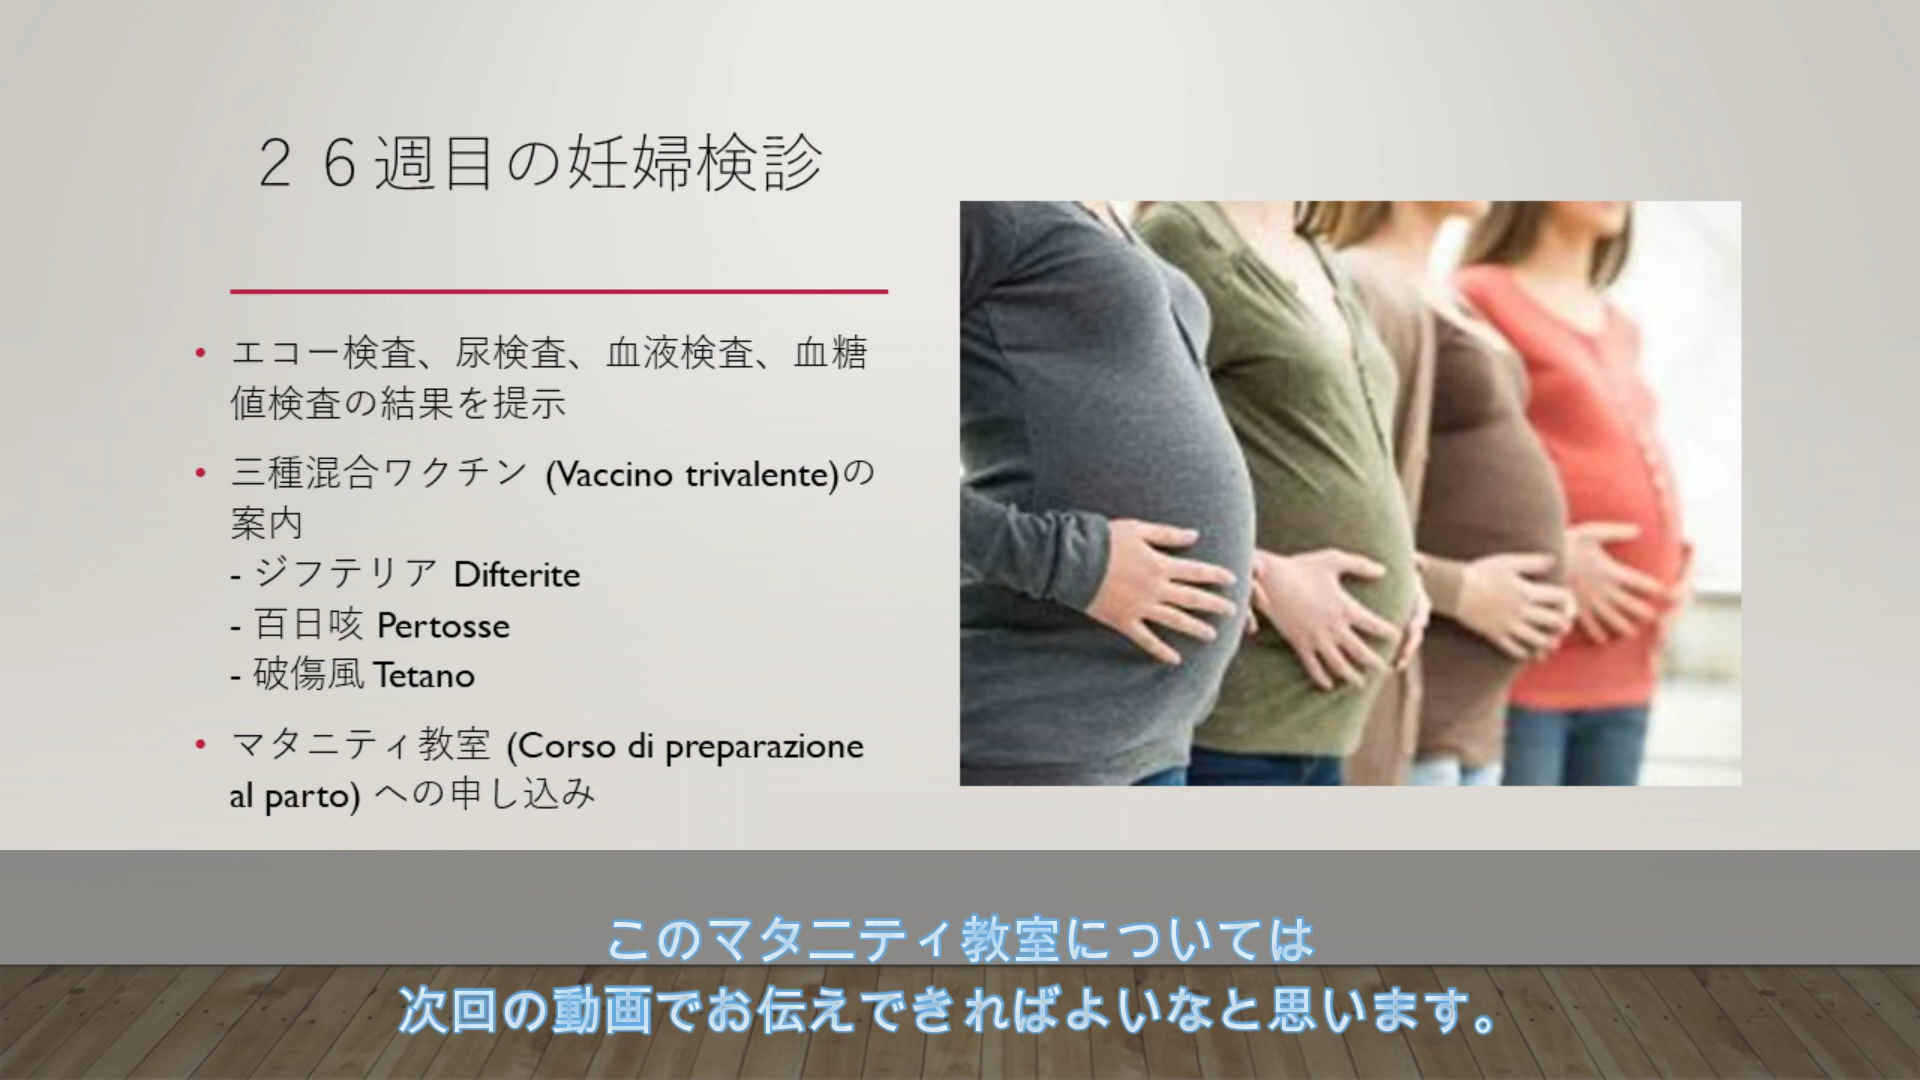 ２６週目の妊婦検診
• エコー検査、尿検査、血液検査、血糖
値検査の結果を提示
• 三種混合ワクチン (Vaccino trivalente)の
案内
- ジフテリア Difterite
- 百日咳 Pertosse
- 破傷風 Tetano
• マタニティ教室 (Corso di preparazione
al parto) への申し込み
このマタニティ教室については
次回の動画でお伝えできればよいなと思います。